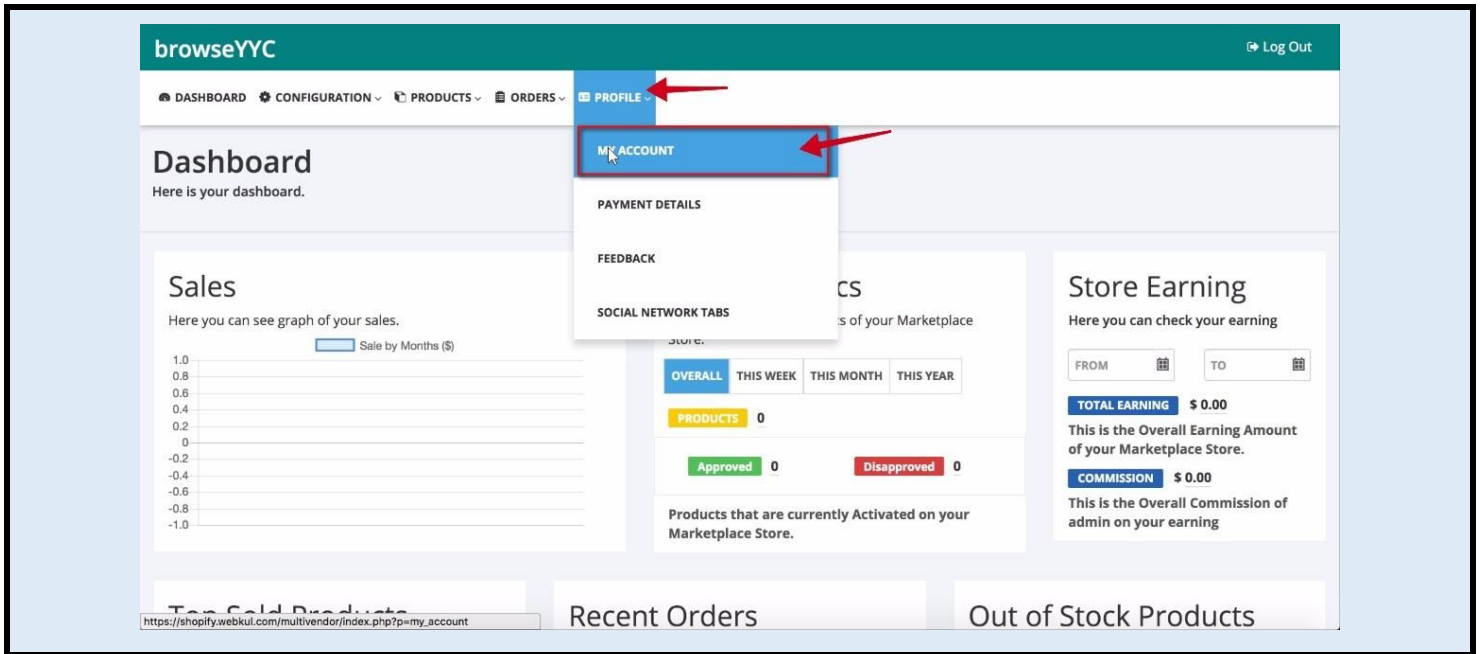 browseYYC
Log Out
DASHBOARD CONFIGURATION PRODUCTS ORDERS PROFILE
MY ACCOUNT
PAYMENT DETAILS
FEEDBACK
SOCIAL NETWORK TABS
Dashboard
Here is your dashboard.
Sales
Here you can see graph of your sales.
Sale by Months ($)
1.0
0.8
0.6
0.4
0.2
0
-0.2
-0.4
-0.6
-0.8
-1.0
of your Marketplace
Store.
OVERALL THIS WEEK THIS MONTH THIS YEAR
PRODUCTS 0
Approved 0 Disapproved 0
Products that are currently Activated on your
Marketplace Store.
Store Earning
Here you can check your earning
FROM TO
TOTAL EARNING $ 0.00
This is the Overall Earning Amount
of your Marketplace Store.
COMMISSION $ 0.00
This is the Overall Commission of
admin on your earning
Top Sold Products
Recent Orders
Out of Stock Products
https://shopify.webkul.com/multivendor/index.php?p=my_account